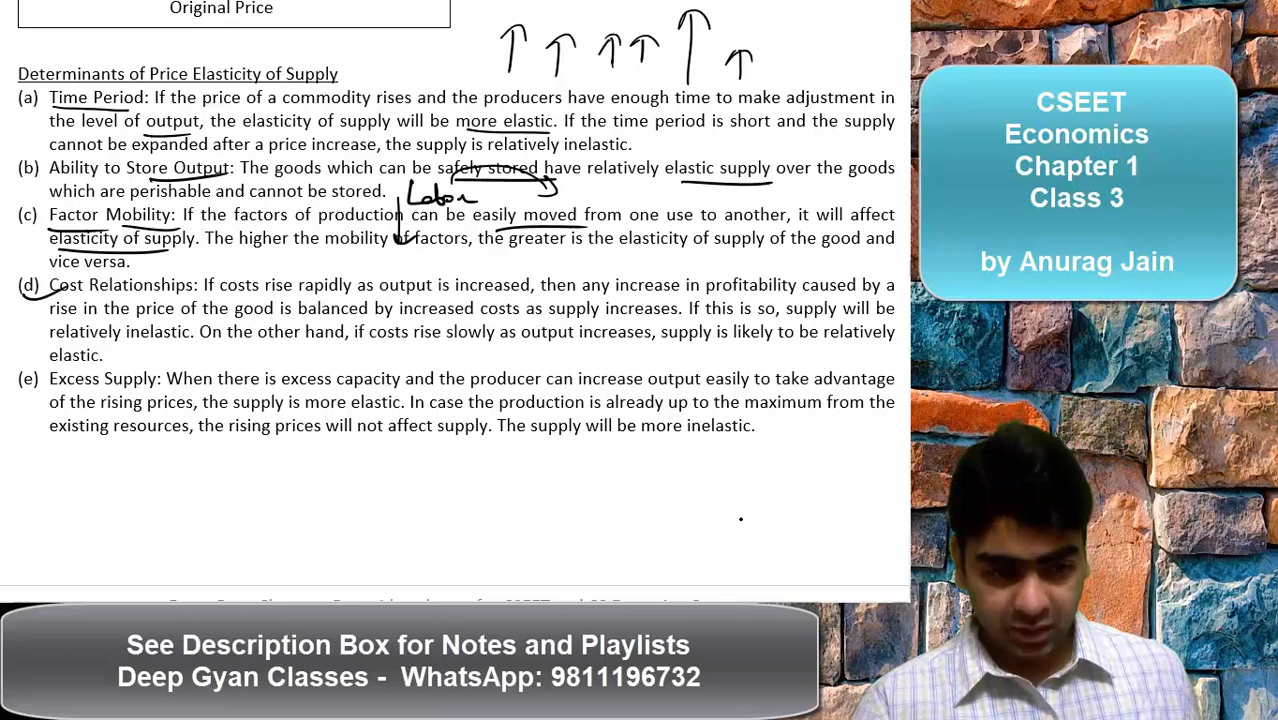 Original Price
Determinants of Price Elasticity of Supply
(a) Time Period: If the price of a commodity rises and the producers have enough time to make adjustment in
the level of output, the elasticity of supply will be more elastic. If the time period is short and the supply
cannot be expanded after a price increase, the supply is relatively inelastic.
(b) Ability to Store Output: The goods which can be safely stored have relatively elastic supply over the goods
which are perishable and cannot be stored.
Labor
(c) Factor Mobility: If the factors of production can be easily moved from one use to another, it will affect
elasticity of supply. The higher the mobility of factors, the greater is the elasticity of supply of the good and
vice versa.
(d) Cost Relationships: If costs rise rapidly as output is increased, then any increase in profitability caused by a
rise in the price of the good is balanced by increased costs as supply increases. If this is so, supply will be
relatively inelastic. On the other hand, if costs rise slowly as output increases, supply is likely to be relatively
elastic.
(e) Excess Supply: When there is excess capacity and the producer can increase output easily to take advantage
of the rising prices, the supply is more elastic. In case the production is already up to the maximum from the
existing resources, the rising prices will not affect supply. The supply will be more inelastic.
CSEET
Economics
Chapter 1
Class 3
by Anurag Jain
See Description Box for Notes and Playlists
Deep Gyan Classes - WhatsApp: 9811196732